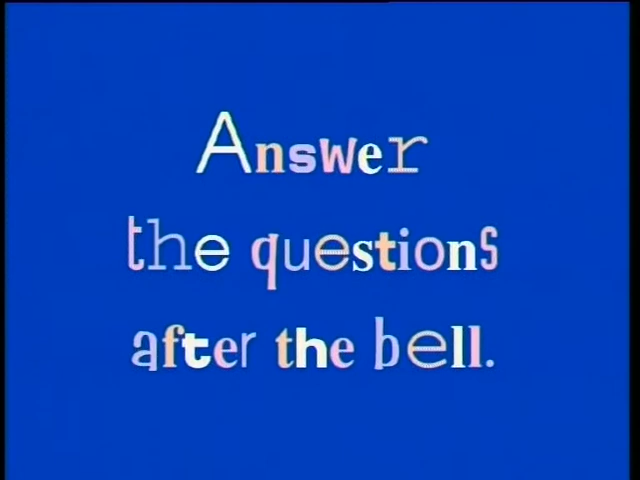 Answer
the questions
after the bell.